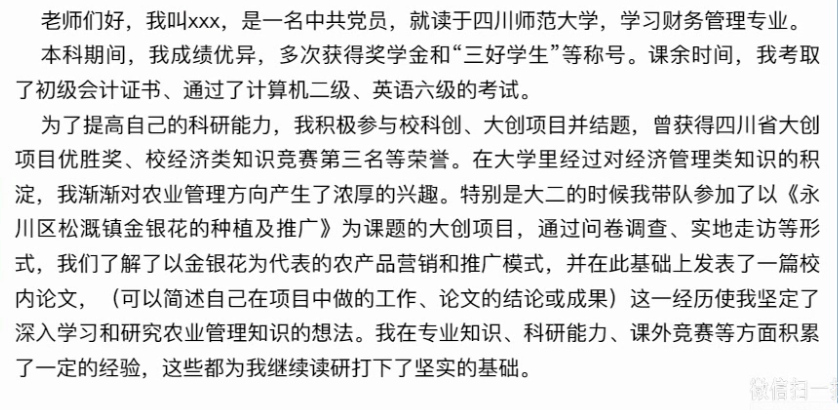 老师们好，我叫xxx，是一名中共党员，就读于四川师范大学，学习财务管理专业。
本科期间，我成绩优异，多次获得奖学金和“三好学生”等称号。课余时间，我考取
了初级会计证书、通过了计算机二级、英语六级的考试。
为了提高自己的科研能力，我积极参与校科创、大创项目并结题，曾获得四川省大创
项目优胜奖、校经济类知识竞赛第三名等荣誉。在大学里经过对经济管理类知识的积
淀，我渐渐对农业管理方向产生了浓厚的兴趣。特别是大二的时候我带队参加了以《永
川区松溉镇金银花的种植及推广》为课题的大创项目，通过问卷调查、实地走访等形
式，我们了解了以金银花为代表的农产品营销和推广模式，并在此基础上发表了一篇校
内论文，（可以简述自己在项目中做的工作、论文的结论或成果）这一经历使我坚定了
深入学习和研究农业管理知识的想法。我在专业知识、科研能力、课外竞赛等方面积累
了一定的经验，这些都为我继续读研打下了坚实的基础。
微信扫一